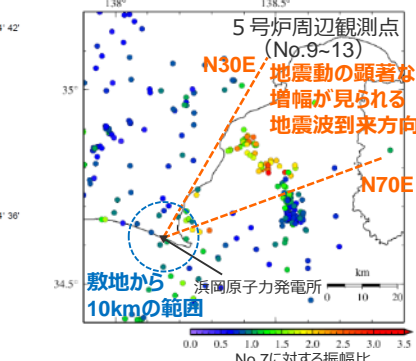 138°
138.5°
4' 42'
5号炉周辺観測点
(No.9~13)
N30E
地震動の顕著な
増幅が見られる
地震波到来方向
35°
N70E
4' 36'
敷地から
10kmの範囲
浜岡原子力発電所
km
0 10 20
34.5°
0.0 0.5 1.0 1.5 2.0 2.5 3.0 3.5
No.7に対する振幅比